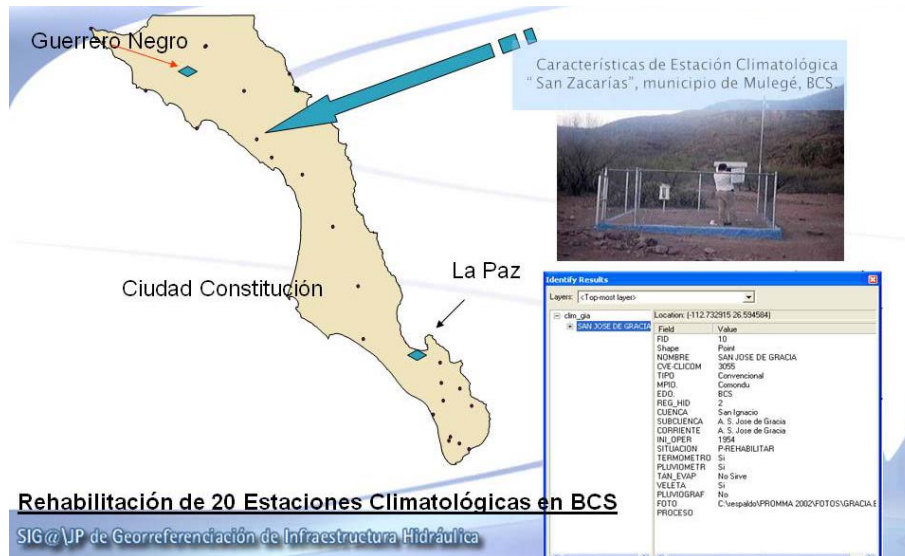 Guerrero Negro
Características de Estación Climatológica
“ San Zacarías”, municipio de Mulegé, BCS.
La Paz
Ciudad Constitución
Identify Results
Layers: <Top-most layer>
clim_gia
SAN JOSE DE GRACIA
Location: (-112.732915 26.594584)
Field Value
FID 10
Shape Point
NOMBRE SAN JOSE DE GRACIA
CVE-CLICOM 3055
TIPO Convencional
MPIO. Comondu
EDO. BCS
REG_HID 2
CUENCA San Ignacio
SUBCUENCA A. S. Jose de Gracia
CORRIENTE A. S. Jose de Gracia
INI_OPER 1954
SITUACION P-REHABILITAR
TERMOMETRO Si
PLUVIOMETR Si
TAN_EVAP No Sirve
VELETA Si
PLUVIOGRAF No
FOTO C:\respaldo\PROMMA 2002\FOTOS\GRACIA.B
PROCESO
Rehabilitación de 20 Estaciones Climatológicas en BCS
SIG@\JP de Georreferenciación de Infraestructura Hidráulica